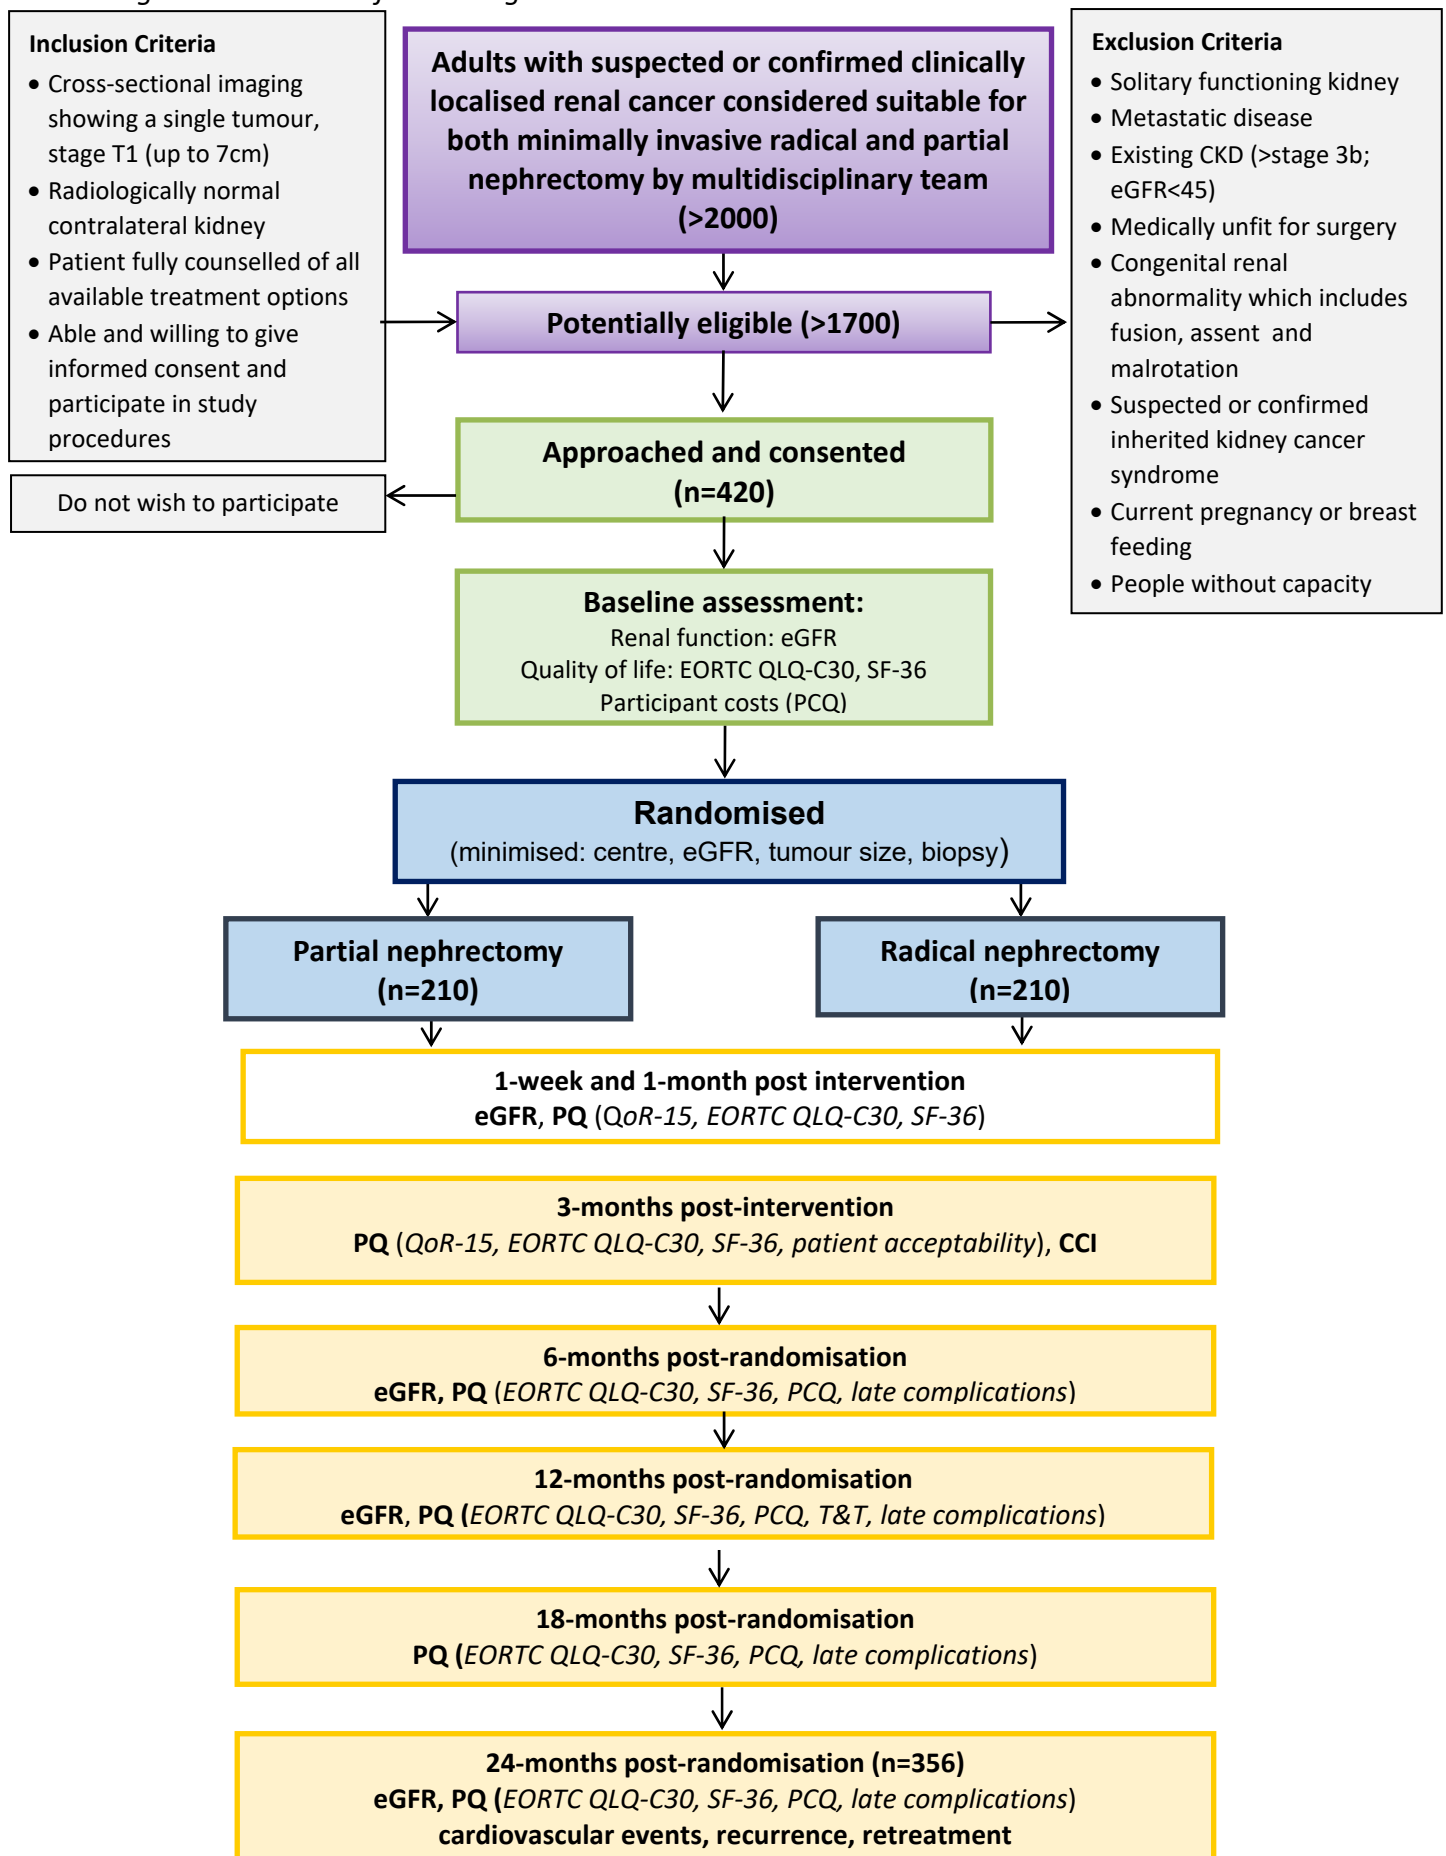 Inclusion Criteria
• Cross-sectional imaging
showing a single tumour,
stage T1 (up to 7cm)
• Radiologically normal
contralateral kidney
• Patient fully counselled of all
available treatment options
• Able and willing to give
informed consent and
participate in study
procedures
Adults with suspected or confirmed clinically
localised renal cancer considered suitable for
both minimally invasive radical and partial
nephrectomy by multidisciplinary team
(>2000)
Exclusion Criteria
• Solitary functioning kidney
• Metastatic disease
• Existing CKD (>stage 3b;
eGFR<45)
• Medically unfit for surgery
• Congenital renal
abnormality which includes
fusion, assent and
malrotation
• Suspected or confirmed
inherited kidney cancer
syndrome
• Current pregnancy or breast
feeding
• People without capacity
Potentially eligible (>1700)
Approached and consented
(n=420)
Do not wish to participate
Baseline assessment:
Renal function: eGFR
Quality of life: EORTC QLQ-C30, SF-36
Participant costs (PCQ)
Randomised
(minimised: centre, eGFR, tumour size, biopsy)
Partial nephrectomy
(n=210)
Radical nephrectomy
(n=210)
1-week and 1-month post intervention
eGFR, PQ (QoR-15, EORTC QLQ-C30, SF-36)
3-months post-intervention
PQ (QoR-15, EORTC QLQ-C30, SF-36, patient acceptability), CCI
6-months post-randomisation
eGFR, PQ (EORTC QLQ-C30, SF-36, PCQ, late complications)
12-months post-randomisation
eGFR, PQ (EORTC QLQ-C30, SF-36, PCQ, T&T, late complications)
18-months post-randomisation
PQ (EORTC QLQ-C30, SF-36, PCQ, late complications)
24-months post-randomisation (n=356)
eGFR, PQ (EORTC QLQ-C30, SF-36, PCQ, late complications)
cardiovascular events, recurrence, retreatment